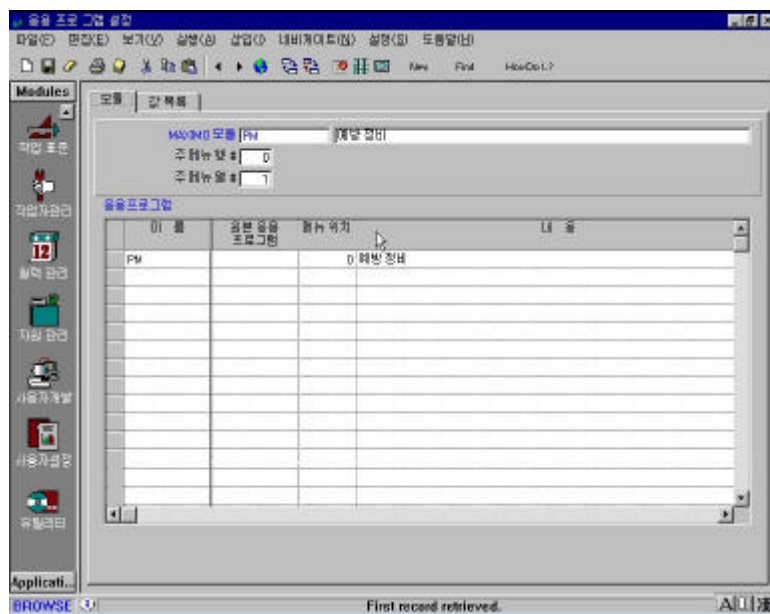 응용 프로그램 설정
파일(F) 편집(E) 보기(V) 실행(A) 삽입(I) 내비게이트(N) 설정(S) 도움말(H)
New Find HowDo I..?
Modules
모듈 값 목록
작업 표준
MAXIMO 모듈 PM 예방 정비
주 메뉴 행 # 0
주 메뉴 열 # 1
작업자관리
응용프로그램
이 름 원본 응용 프로그램 메뉴 위치 내 용
PM 0 예방 정비
12
달력 관리
자원 관리
사용자개발
사용자설정
유틸리티
Applicati...
BROWSE First record retrieved.